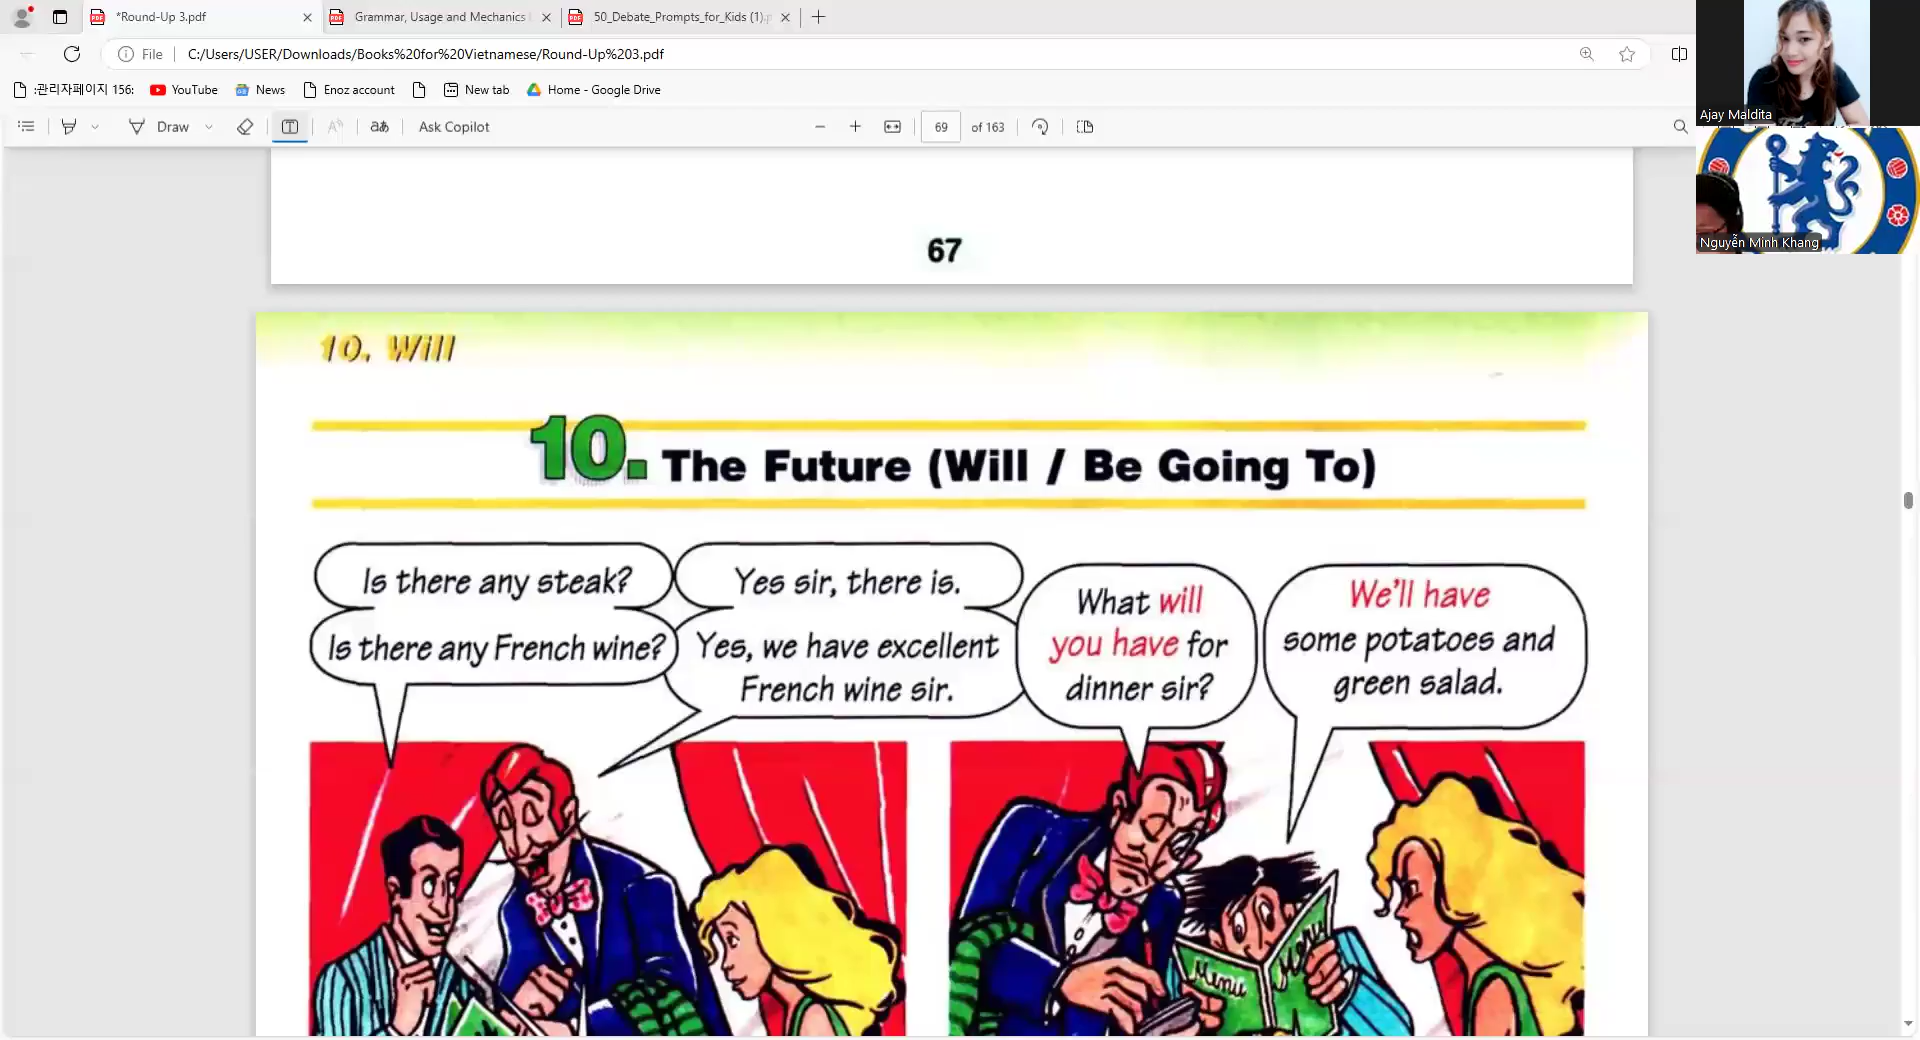 *Round-Up 3.pdf
Grammar, Usage and Mechanics
50_Debate_Prompts_for_Kids (1).p
File
C:/Users/USER/Downloads/Books%20for%20Vietnamese/Round-Up%203.pdf
:관리자페이지 156:
YouTube
News
Enoz account
New tab
Home - Google Drive
Draw
Ask Copilot
69 of 163
Ajay Maldita
Nguyễn Minh Khang
67
10. Will
10. The Future (Will / Be Going To)
Is there any steak?
Is there any French wine?
Yes sir, there is.
Yes, we have excellent
French wine sir.
What will
you have for
dinner sir?
We'll have
some potatoes and
green salad.
Menu
Menu